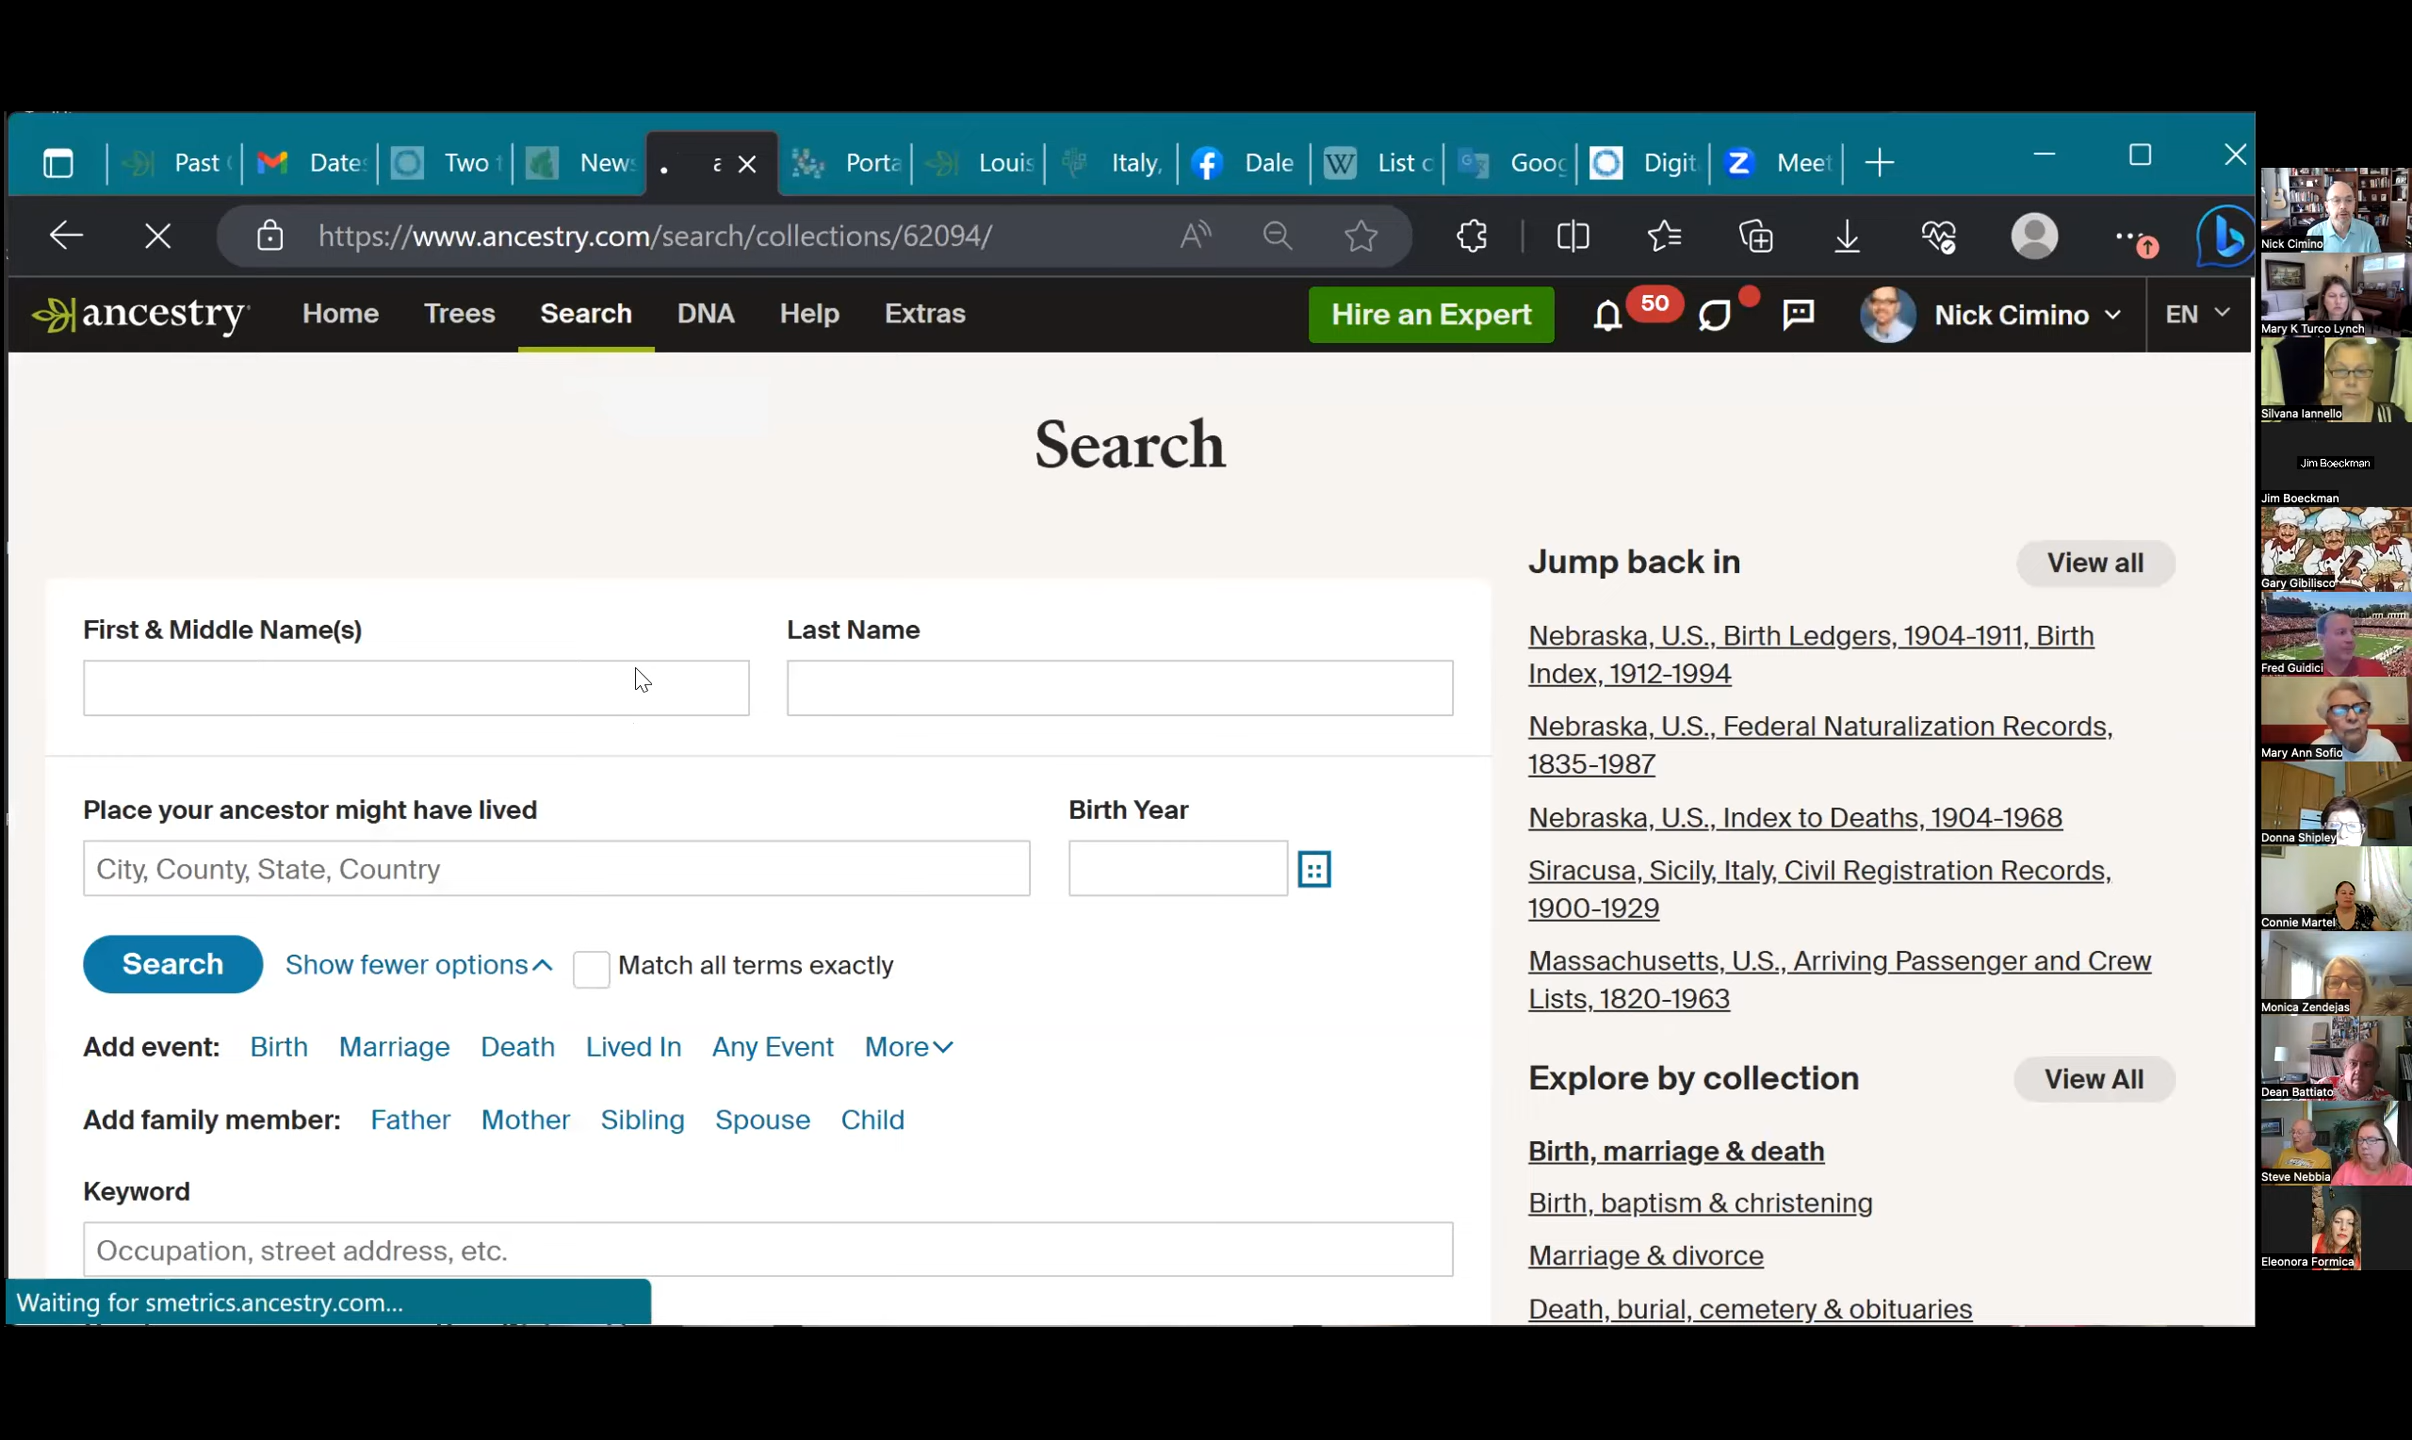 Past
Date
Two
News
a
Porta
Louis
Italy,
Dale
List
Goog
Digit
Meet
https://www.ancestry.com/search/collections/62094/
ancestry
Home
Trees
Search
DNA
Help
Extras
Hire an Expert
50
Nick Cimino
EN
Search
First & Middle Name(s)
Last Name
Place your ancestor might have lived
Birth Year
City, County, State, Country
Search
Show fewer options
Match all terms exactly
Add event: Birth Marriage Death Lived In Any Event More
Add family member: Father Mother Sibling Spouse Child
Keyword
Occupation, street address, etc.
Waiting for smetrics.ancestry.com...
Jump back in
View all
Nebraska, U.S., Birth Ledgers, 1904-1911, Birth
Index, 1912-1994
Nebraska, U.S., Federal Naturalization Records,
1835-1987
Nebraska, U.S., Index to Deaths, 1904-1968
Siracusa, Sicily, Italy, Civil Registration Records,
1900-1929
Massachusetts, U.S., Arriving Passenger and Crew
Lists, 1820-1963
Explore by collection
View All
Birth, marriage & death
Birth, baptism & christening
Marriage & divorce
Death, burial, cemetery & obituaries
Nick Cimino
Mary K Turco Lynch
Silvana Iannello
Jim Boeckman
Jim Boeckman
Gary Gibilisco
Fred Guidici
Mary Ann Sofio
Donna Shipley
Connie Martel
Monica Zendejas
Dean Battiato
Steve Nebbia
Eleonora Formica